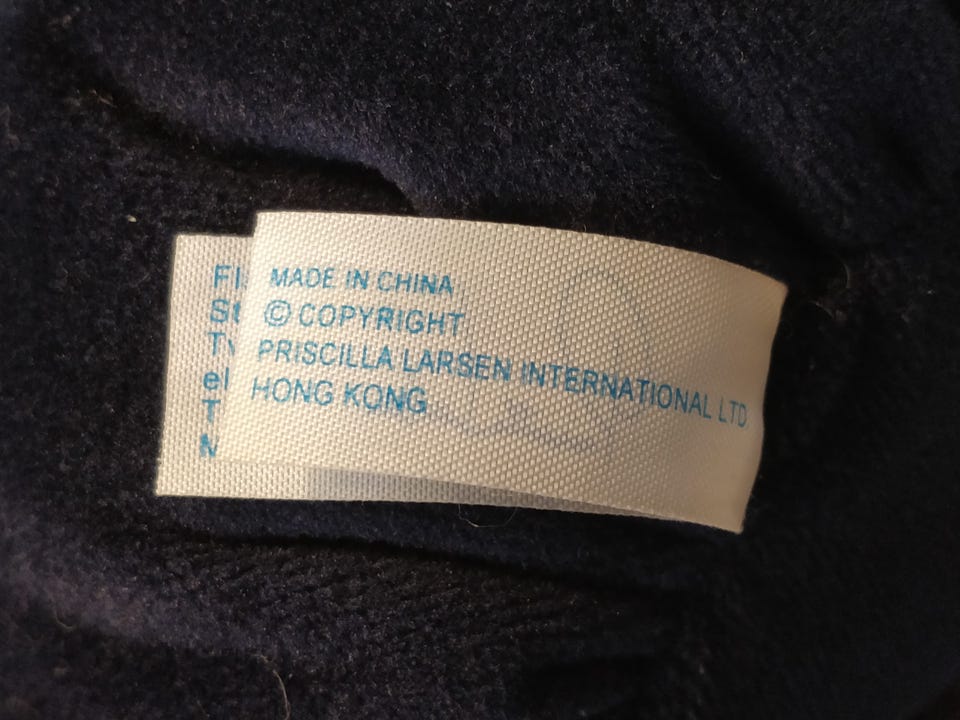 MADE IN CHINA
© COPYRIGHT
PRISCILLA LARSEN INTERNATIONAL LTD
HONG KONG